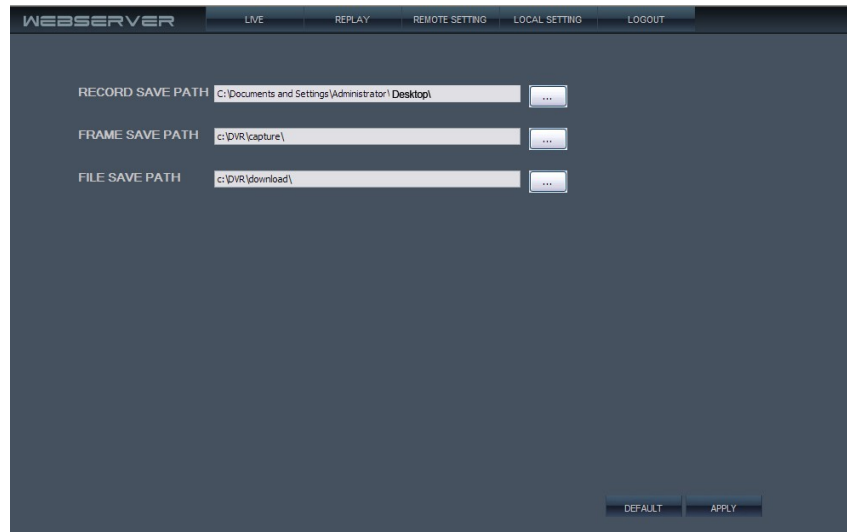 WEBSERVER LIVE REPLAY REMOTE SETTING LOCAL SETTING LOGOUT
RECORD SAVE PATH C:\Documents and Settings\Administrator\ Desktop\ ...
FRAME SAVE PATH c:\DVR\capture\ ...
FILE SAVE PATH c:\DVR\download\ ...
DEFAULT APPLY